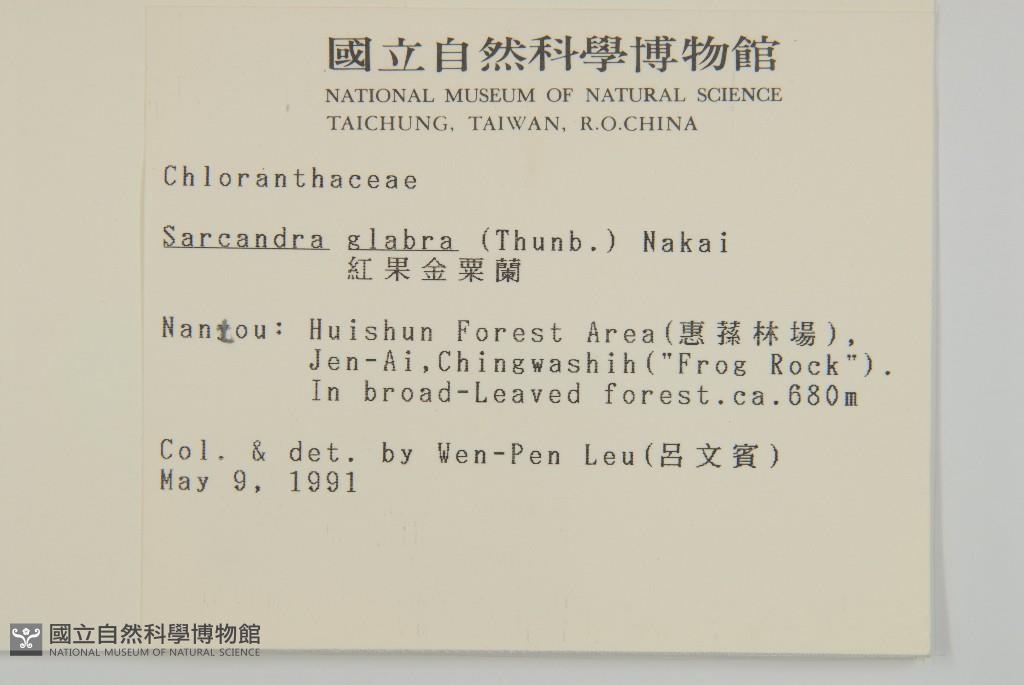 國立自然科學博物館
NATIONAL MUSEUM OF NATURAL SCIENCE
TAICHUNG, TAIWAN, R.O.CHINA
Chloranthaceae
Sarcandra glabra (Thunb.) Nakai
紅果金粟蘭
Nantou: Huishun Forest Area(惠蓀林場),
Jen-Ai,Chingwashih("Frog Rock").
In broad-Leaved forest.ca.680m
Col. & det. by Wen-Pen Leu(呂文賓)
May 9, 1991
國立自然科學博物館
NATIONAL MUSEUM OF NATURAL SCIENCE